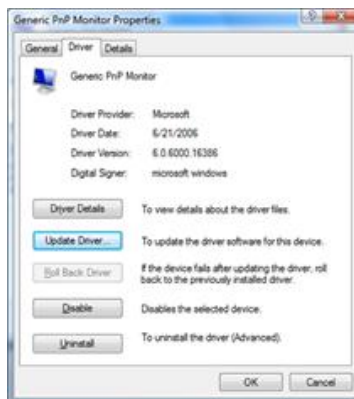 Generic PnP Monitor Properties
General Driver Details
Generic PnP Monitor
Driver Provider: Microsoft
Driver Date: 6/21/2006
Driver Version: 6.0.6000.16386
Digital Signer: microsoft windows
Driver Details To view details about the driver files.
Update Driver... To update the driver software for this device.
Roll Back Driver If the device fails after updating the driver, roll
back to the previously installed driver.
Disable Disables the selected device.
Uninstall To uninstall the driver (Advanced).
OK Cancel